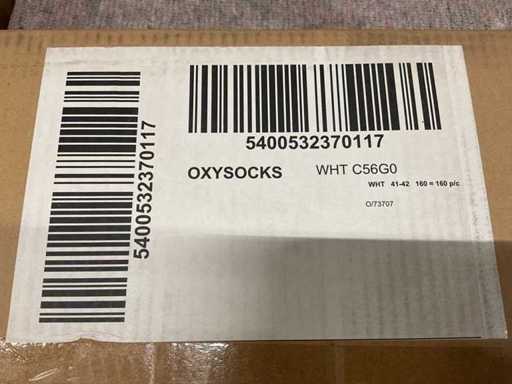 5400532370117
5400532370117
OXYSOCKS WHT C56G0
WHT 41-42 160 = 160 p/c
O/73707